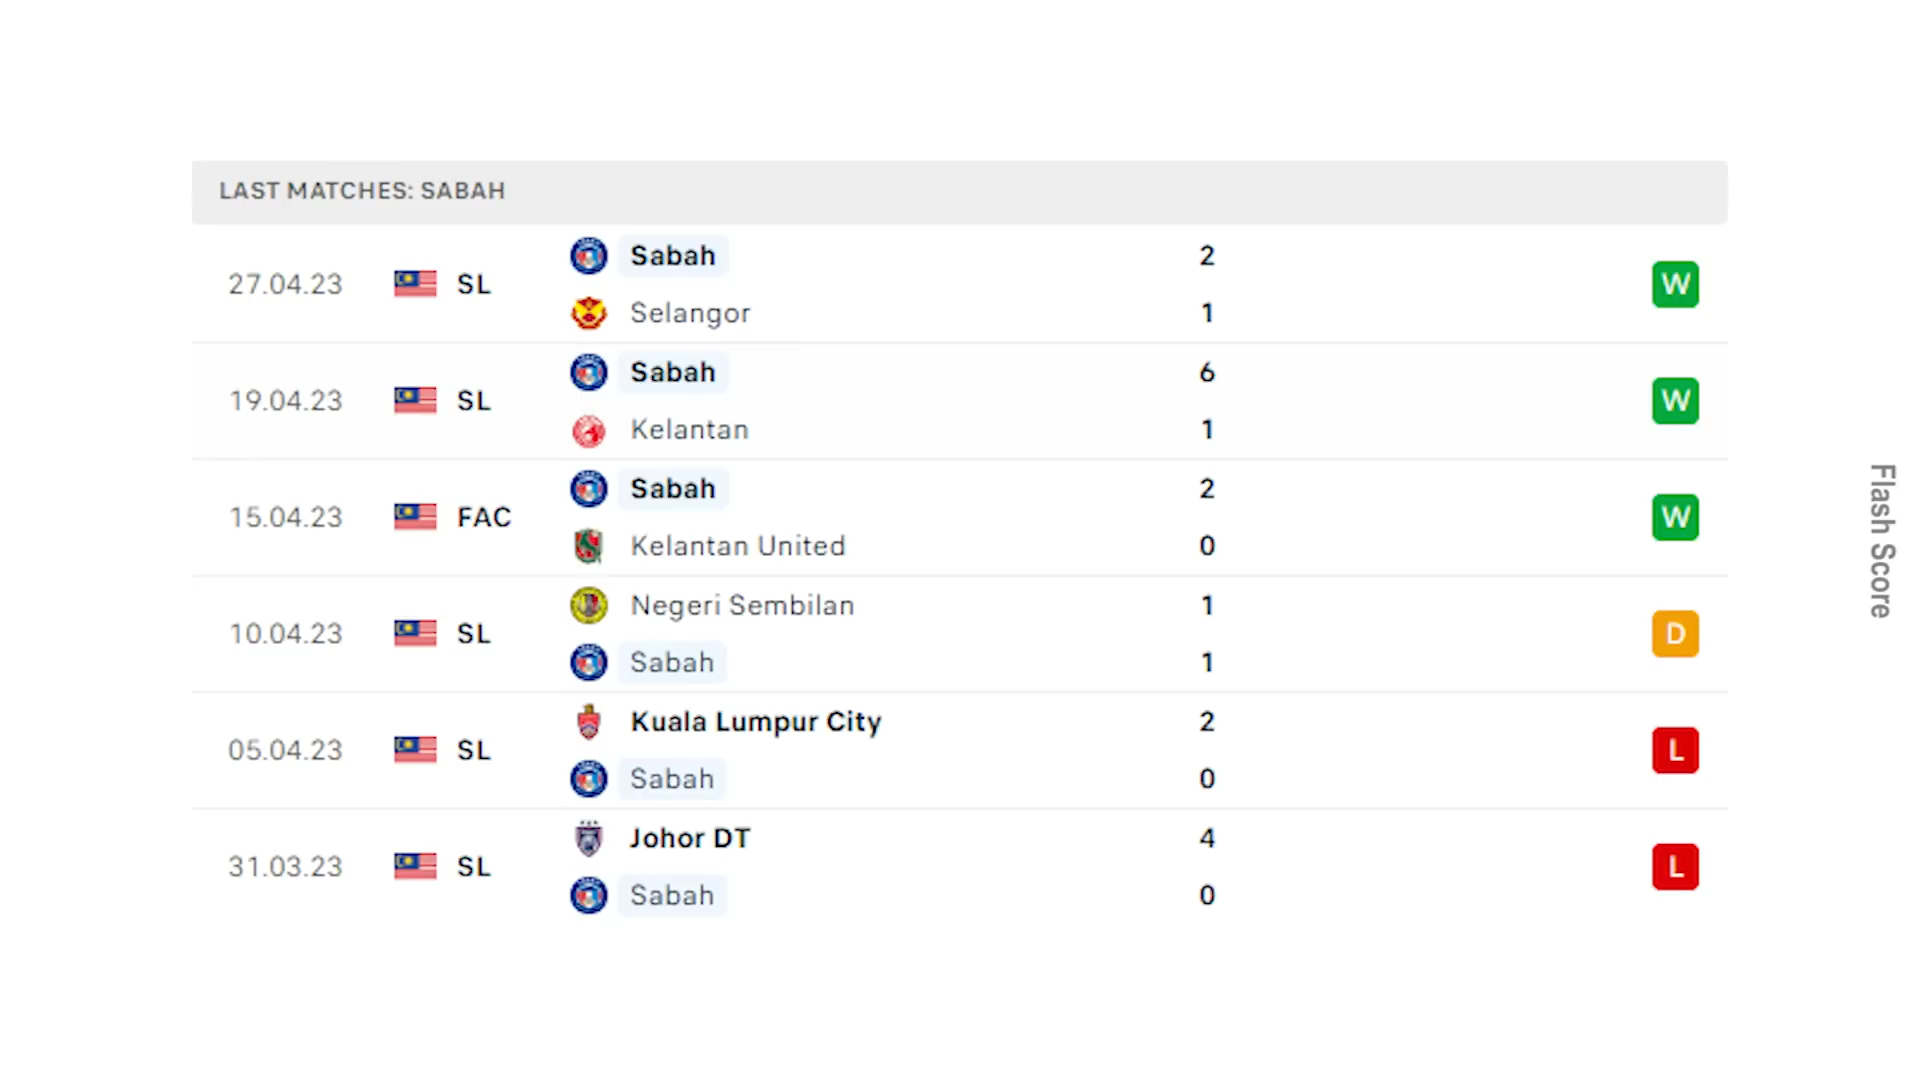 LAST MATCHES: SABAH
27.04.23 SL Sabah 2 W
Selangor 1
19.04.23 SL Sabah 6 W
Kelantan 1
15.04.23 FAC Sabah 2 W
Kelantan United 0
10.04.23 SL Negeri Sembilan 1 D
Sabah 1
05.04.23 SL Kuala Lumpur City 2 L
Sabah 0
31.03.23 SL Johor DT 4 L
Sabah 0
Flash Score